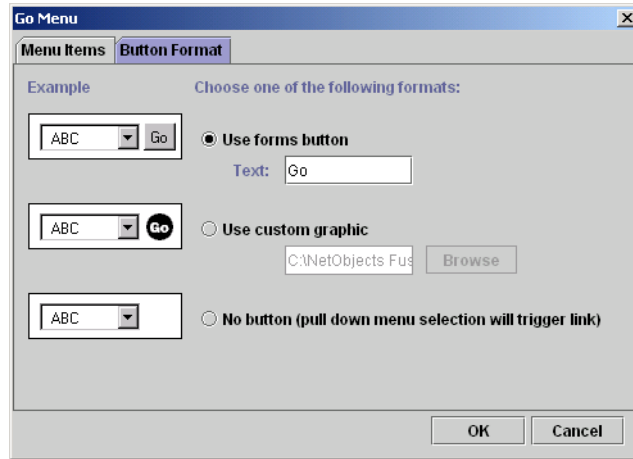 Go Menu
Menu Items Button Format
Example Choose one of the following formats:
ABC Go Use forms button
Text: Go
ABC Go Use custom graphic
C:\NetObjects Fus Browse
ABC No button (pull down menu selection will trigger link)
OK Cancel